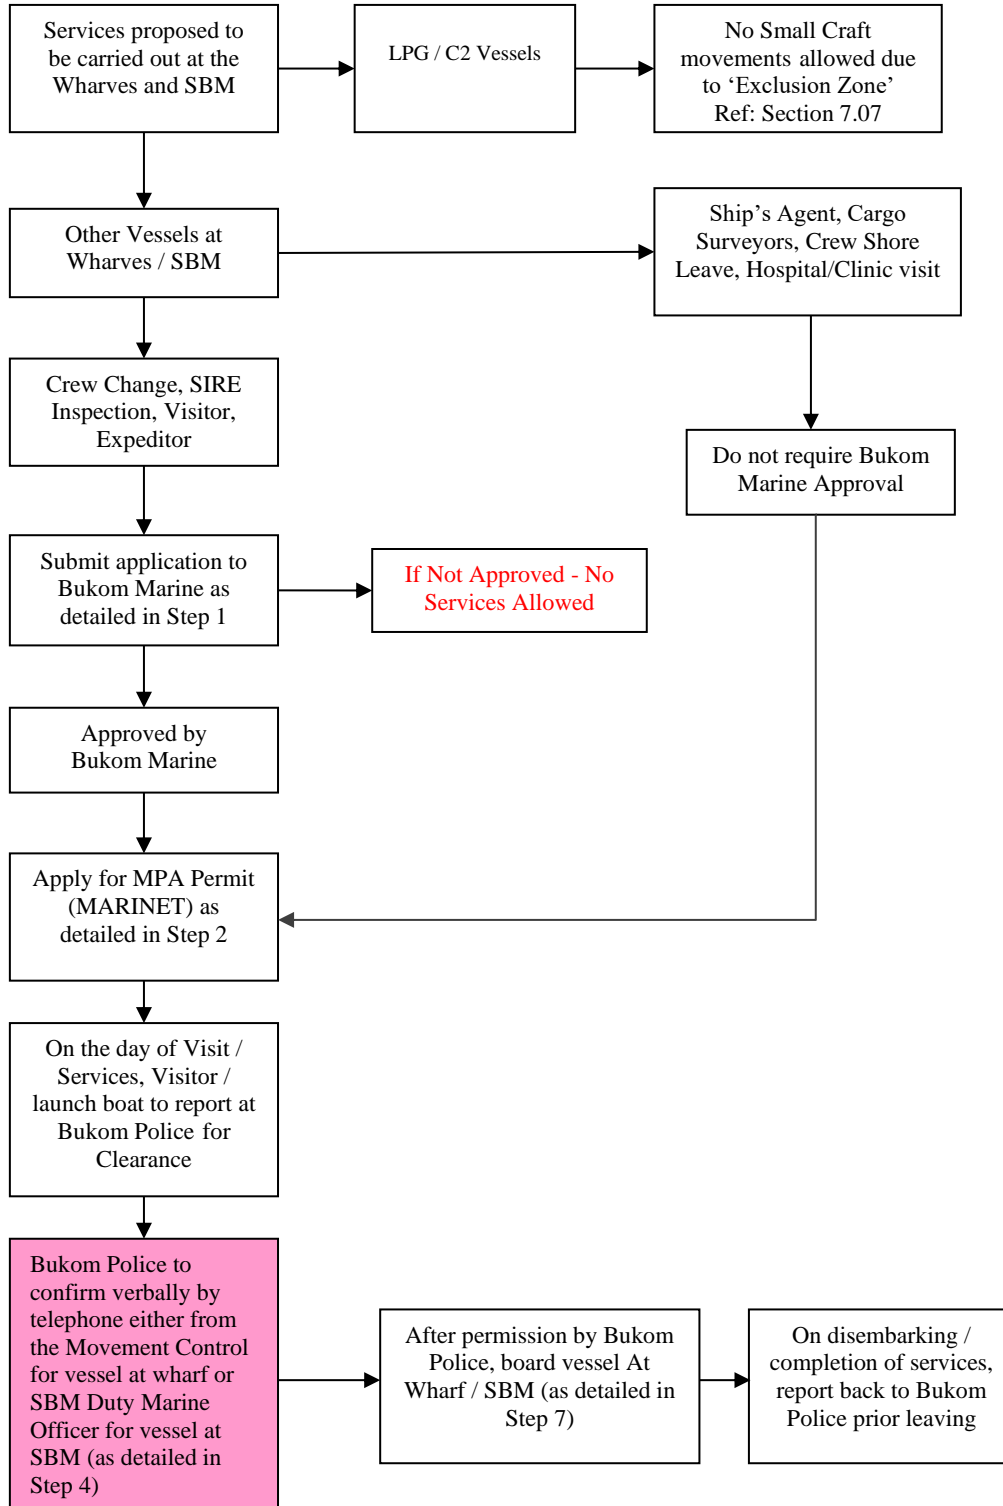 Services proposed to
be carried out at the
Wharves and SBM
LPG / C2 Vessels
No Small Craft
movements allowed due
to ‘Exclusion Zone’
Ref: Section 7.07
Other Vessels at
Wharves / SBM
Ship’s Agent, Cargo
Surveyors, Crew Shore
Leave, Hospital/Clinic visit
Crew Change, SIRE
Inspection, Visitor,
Expeditor
Do not require Bukom
Marine Approval
Submit application to
Bukom Marine as
detailed in Step 1
If Not Approved - No
Services Allowed
Approved by
Bukom Marine
Apply for MPA Permit
(MARINET) as
detailed in Step 2
On the day of Visit /
Services, Visitor /
launch boat to report at
Bukom Police for
Clearance
Bukom Police to
confirm verbally by
telephone either from
the Movement Control
for vessel at wharf or
SBM Duty Marine
Officer for vessel at
SBM (as detailed in
Step 4)
After permission by Bukom
Police, board vessel At
Wharf / SBM (as detailed in
Step 7)
On disembarking /
completion of services,
report back to Bukom
Police prior leaving